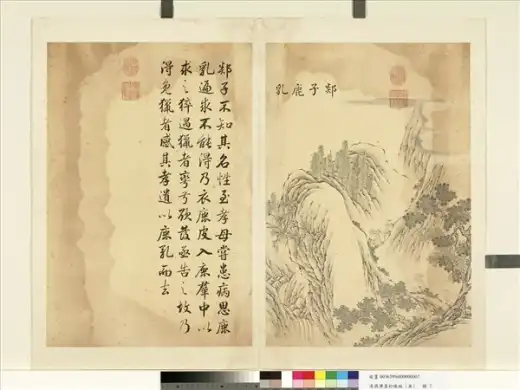 郯子鹿乳
郯子不知其名性至孝母嘗患病思鹿
乳遍求不能得乃衣鹿皮入鹿羣中以
求之猝遇獵者彎弓欲發亟告之故乃
得免獵者感其孝道以鹿乳而去